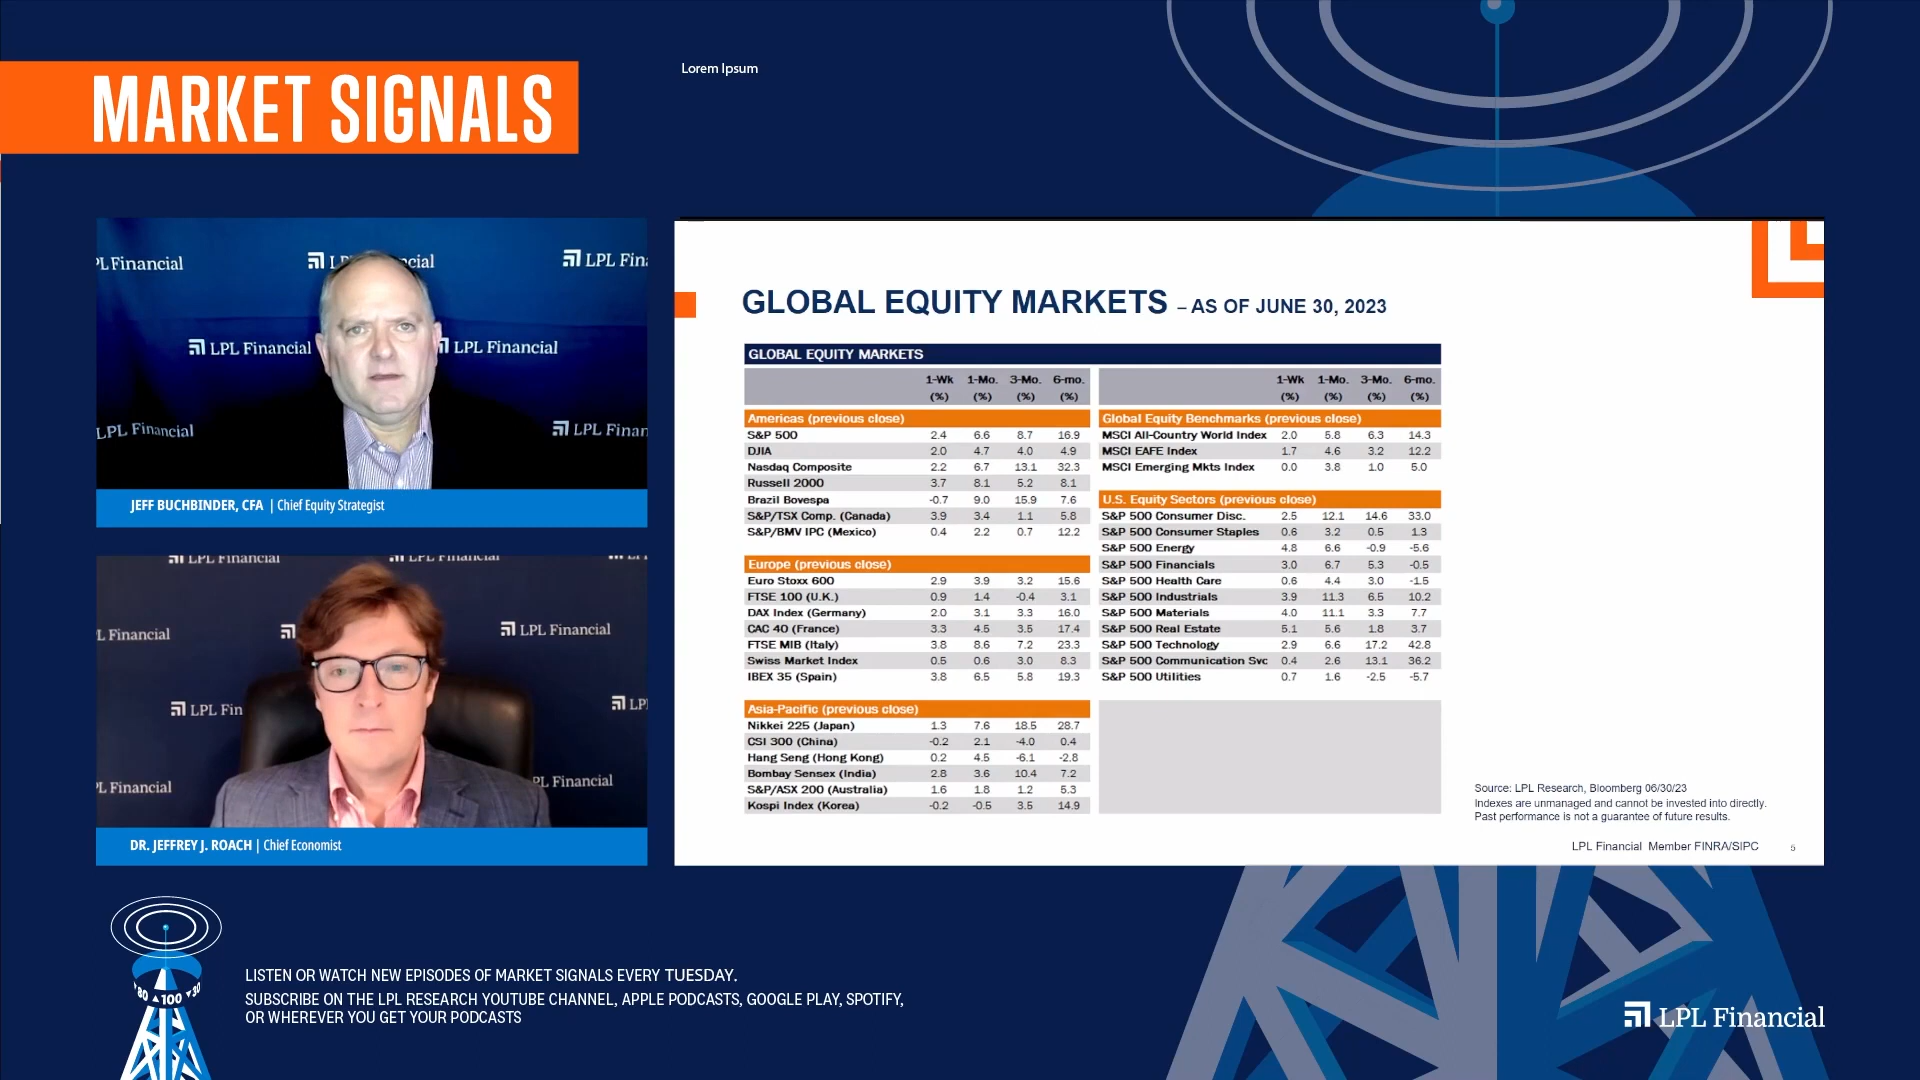 MARKET SIGNALS
Lorem Ipsum
PL Financial
LPL Fin
LPL Financial
LPL Financial
LPL Financial
LPL Finan
JEFF BUCHBINDER, CFA | Chief Equity Strategist
LPL Financial
LPL Financial
L Financial
LPL Financial
LPL Fin
LP
PL Financial
PL Financial
DR. JEFFREY J. ROACH | Chief Economist
GLOBAL EQUITY MARKETS – AS OF JUNE 30, 2023
GLOBAL EQUITY MARKETS
1-Wk 1-Mo. 3-Mo. 6-mo.
(%) (%) (%) (%)
Americas (previous close)
S&P 500 2.4 6.6 8.7 16.9
DJIA 2.0 4.7 4.0 4.9
Nasdaq Composite 2.2 6.7 13.1 32.3
Russell 2000 3.7 8.1 5.2 8.1
Brazil Bovespa -0.7 9.0 15.9 7.6
S&P/TSX Comp. (Canada) 3.9 3.4 1.1 5.8
S&P/BMV IPC (Mexico) 0.4 2.2 0.7 12.2
Europe (previous close)
Euro Stoxx 600 2.9 3.9 3.2 15.6
FTSE 100 (U.K.) 0.9 1.4 -0.4 3.1
DAX Index (Germany) 2.0 3.1 3.3 16.0
CAC 40 (France) 3.3 4.5 3.5 17.4
FTSE MIB (Italy) 3.8 8.6 7.2 23.3
Swiss Market Index 0.5 0.6 3.0 8.3
IBEX 35 (Spain) 3.8 6.5 5.8 19.3
Asia-Pacific (previous close)
Nikkei 225 (Japan) 1.3 7.6 18.5 28.7
CSI 300 (China) -0.2 2.1 -4.0 0.4
Hang Seng (Hong Kong) 0.2 4.5 -6.1 -2.8
Bombay Sensex (India) 2.8 3.6 10.4 7.2
S&P/ASX 200 (Australia) 1.6 1.8 1.2 5.3
Kospi Index (Korea) -0.2 -0.5 3.5 14.9
1-Wk 1-Mo. 3-Mo. 6-mo.
(%) (%) (%) (%)
Global Equity Benchmarks (previous close)
MSCI All-Country World Index 2.0 5.8 6.3 14.3
MSCI EAFE Index 1.7 4.6 3.2 12.2
MSCI Emerging Mkts Index 0.0 3.8 1.0 5.0
U.S. Equity Sectors (previous close)
S&P 500 Consumer Disc. 2.5 12.1 14.6 33.0
S&P 500 Consumer Staples 0.6 3.2 0.5 1.3
S&P 500 Energy 4.8 6.6 -0.9 -5.6
S&P 500 Financials 3.0 6.7 5.3 -0.5
S&P 500 Health Care 0.6 4.4 3.0 -1.5
S&P 500 Industrials 3.9 11.3 6.5 10.2
S&P 500 Materials 4.0 11.1 3.3 7.7
S&P 500 Real Estate 5.1 5.6 1.8 3.7
S&P 500 Technology 2.9 6.6 17.2 42.8
S&P 500 Communication Svc 0.4 2.6 13.1 36.2
S&P 500 Utilities 0.7 1.6 -2.5 -5.7
Source: LPL Research, Bloomberg 06/30/23
Indexes are unmanaged and cannot be invested into directly.
Past performance is not a guarantee of future results.
LPL Financial Member FINRA/SIPC 5
80 100
LISTEN OR WATCH NEW EPISODES OF MARKET SIGNALS EVERY TUESDAY.
SUBSCRIBE ON THE LPL RESEARCH YOUTUBE CHANNEL, APPLE PODCASTS, GOOGLE PLAY, SPOTIFY,
OR WHEREVER YOU GET YOUR PODCASTS
LPL Financial